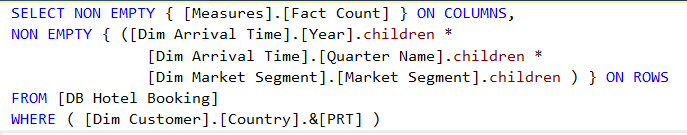 SELECT NON EMPTY { [Measures].[Fact Count] } ON COLUMNS,
NON EMPTY { ([Dim Arrival Time].[Year].children *
[Dim Arrival Time].[Quarter Name].children *
[Dim Market Segment].[Market Segment].children ) } ON ROWS
FROM [DB Hotel Booking]
WHERE ( [Dim Customer].[Country].&[PRT] )